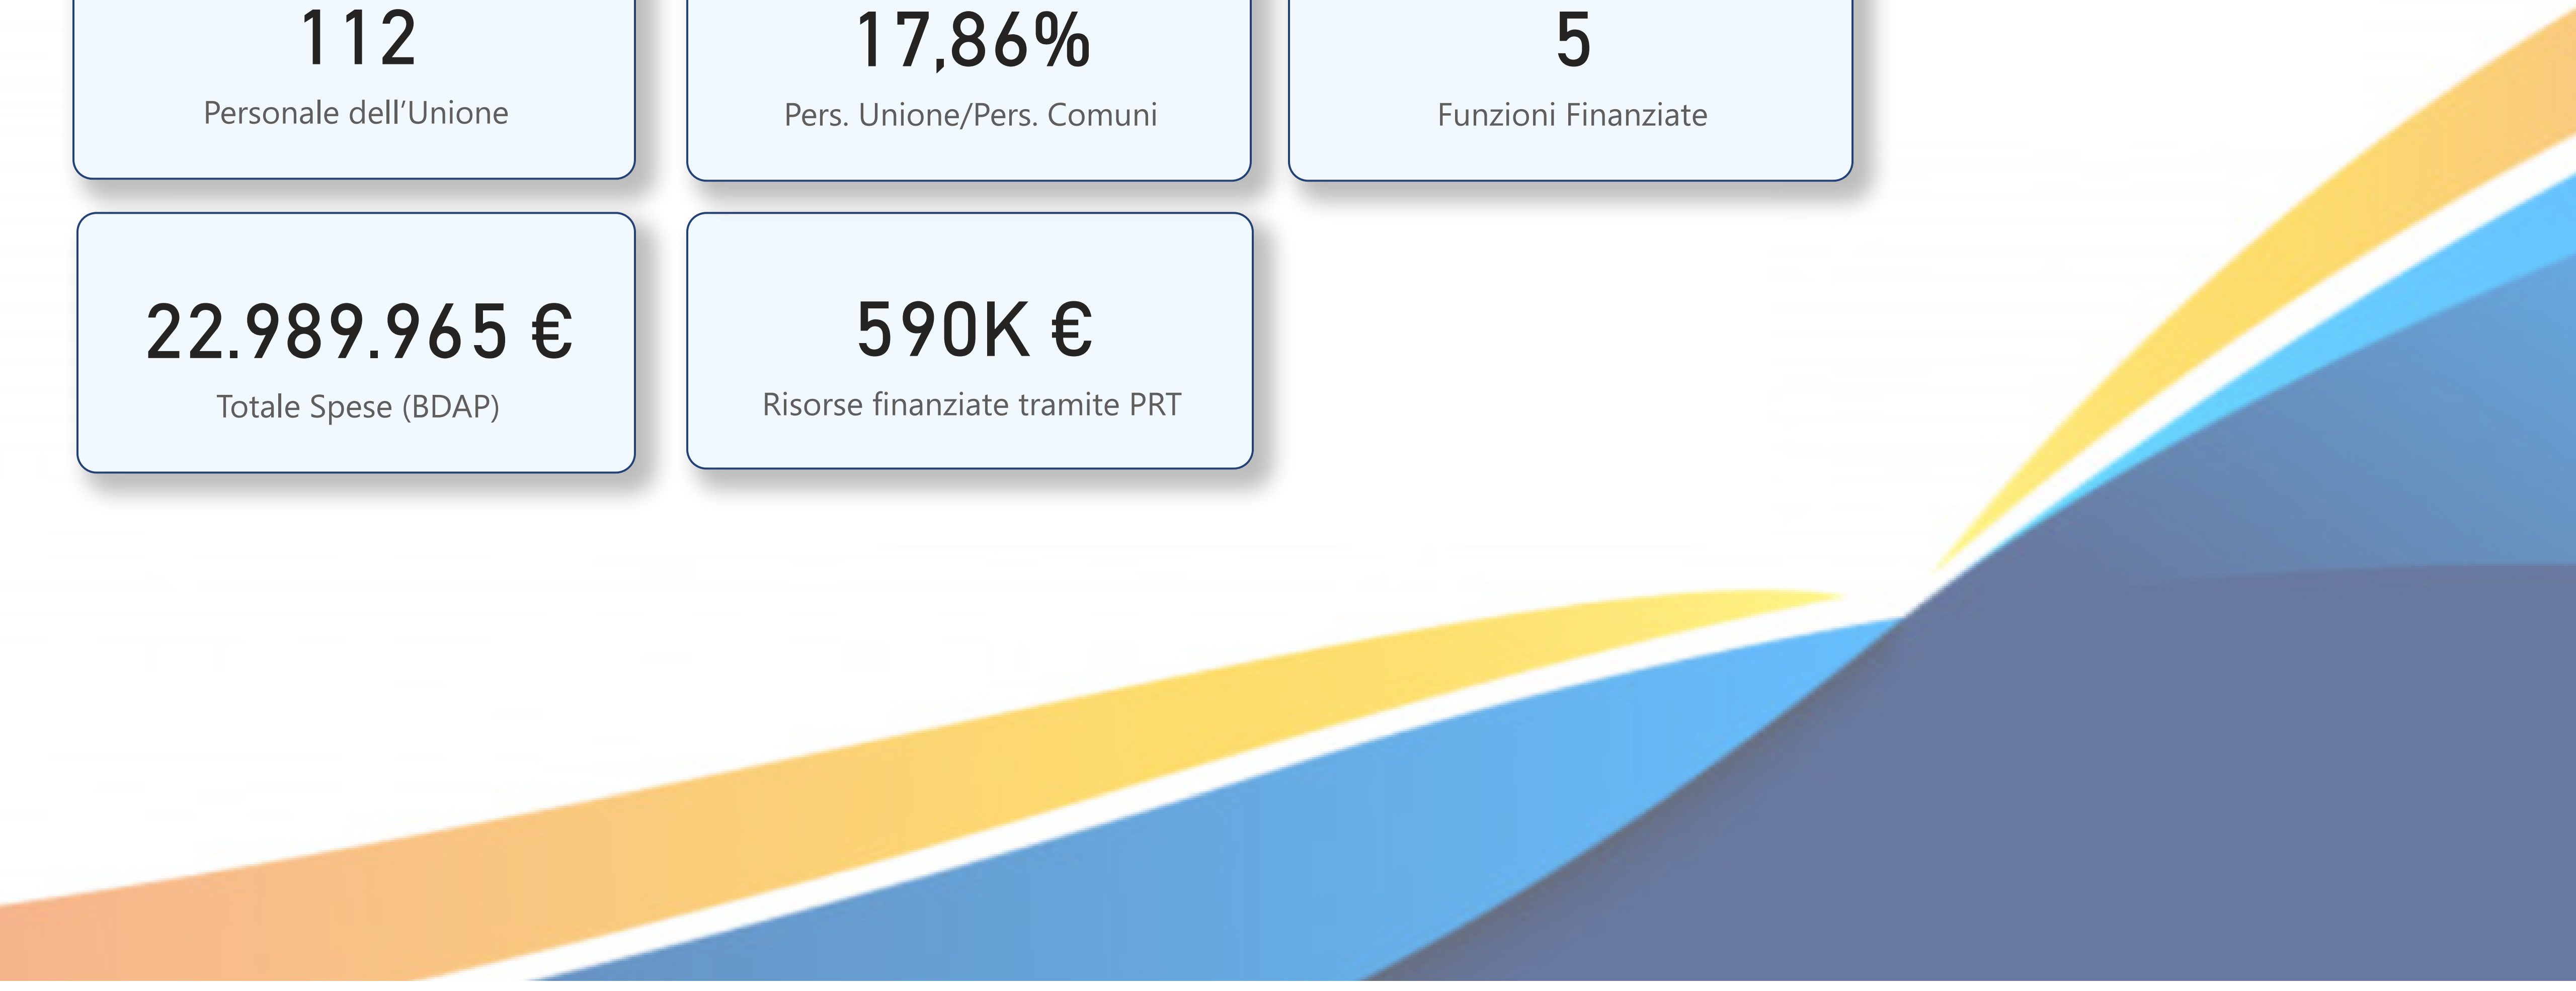 112
Personale dell'Unione
17,86%
Pers. Unione/Pers. Comuni
5
Funzioni Finanziate
22.989.965 €
Totale Spese (BDAP)
590K €
Risorse finanziate tramite PRT